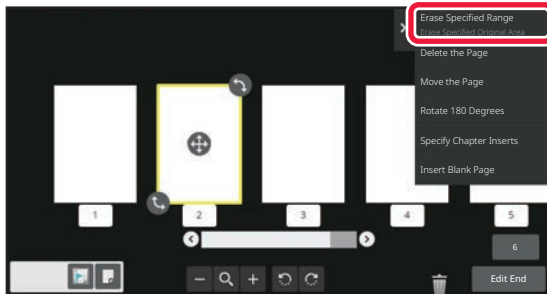 Erase Specified Range
Erase Specified Original Area
Delete the Page
Move the Page
Rotate 180 Degrees
Specify Chapter Inserts
Insert Blank Page
1
2
3
4
5
6
Edit End